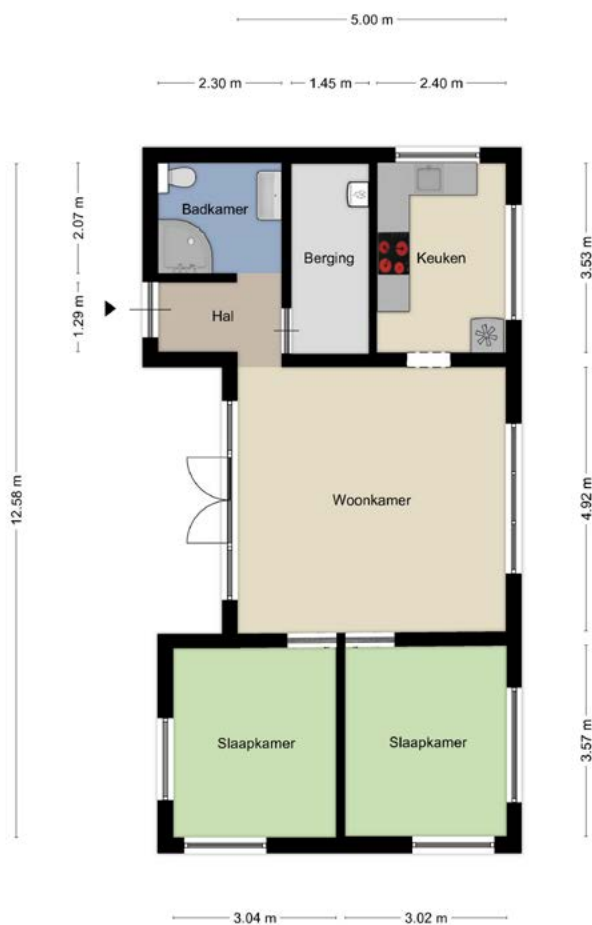 5.00 m
2.30 m 1.45 m 2.40 m
2.07 m
1.29 m
12.58 m
3.53 m
4.92 m
3.57 m
Badkamer
Berging
Keuken
Hal
Woonkamer
Slaapkamer
Slaapkamer
3.04 m 3.02 m